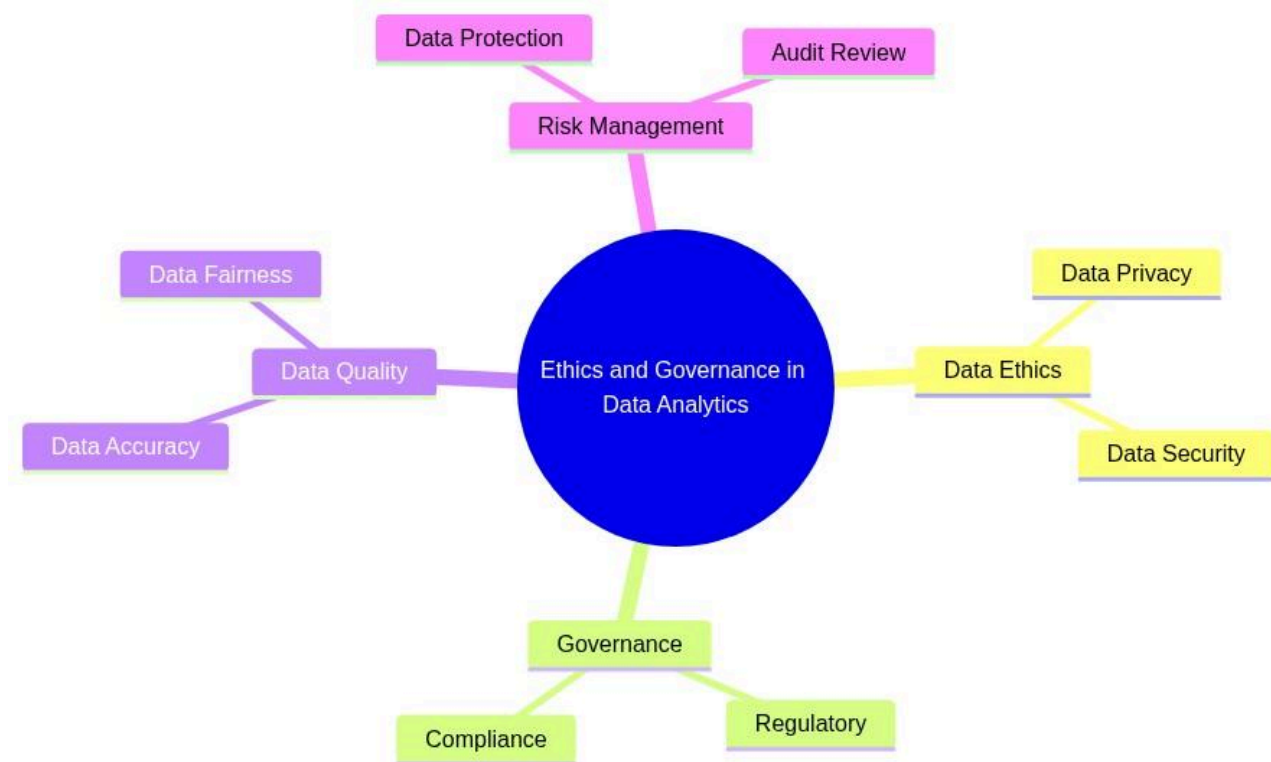 Data Protection
Audit Review
Risk Management
Data Fairness
Data Privacy
Data Quality
Ethics and Governance in
Data Analytics
Data Ethics
Data Accuracy
Data Security
Governance
Compliance
Regulatory